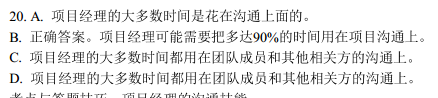 20. A. 项目经理的大多数时间是花在沟通上面的。
B. 正确答案。项目经理可能需要把多达90%的时间用在项目沟通上。
C. 项目经理的大多数时间都用在团队成员和其他相关方的沟通上。
D. 项目经理的大多数时间都用在团队成员和其他相关方的沟通上。